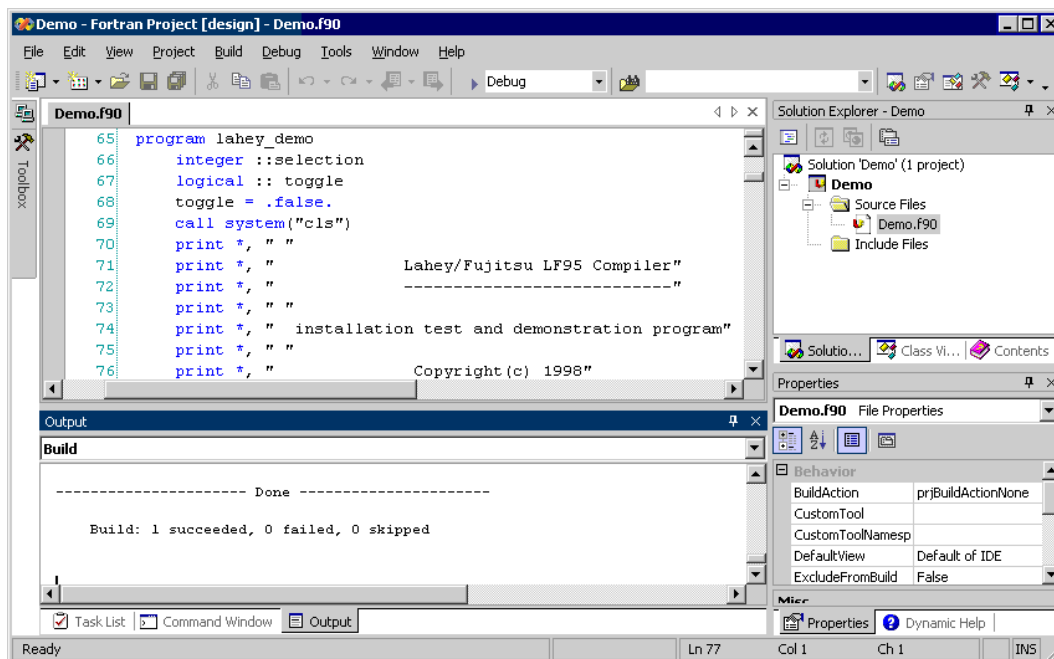 Demo - Fortran Project [design] - Demo.f90
File Edit View Project Build Debug Tools Window Help
Debug
Toolbox
Demo.f90
65 program lahey_demo
66 integer ::selection
67 logical :: toggle
68 toggle = .false.
69 call system("cls")
70 print *, " "
71 print *, "             Lahey/Fujitsu LF95 Compiler"
72 print *, "             ---------------------------"
73 print *, " "
74 print *, "  installation test and demonstration program"
75 print *, " "
76 print *, "              Copyright(c) 1998"
Output
Build
---------------------- Done ----------------------
Build: 1 succeeded, 0 failed, 0 skipped
Task List Command Window Output
Solution Explorer - Demo
Solution 'Demo' (1 project)
Demo
Source Files
Demo.f90
Include Files
Solutio... Class Vi... Contents
Properties
Demo.f90 File Properties
Behavior
BuildAction prjBuildActionNone
CustomTool
CustomToolNamesp
DefaultView Default of IDE
ExcludeFromBuild False
Misc
Properties Dynamic Help
Ready Ln 77 Col 1 Ch 1 INS